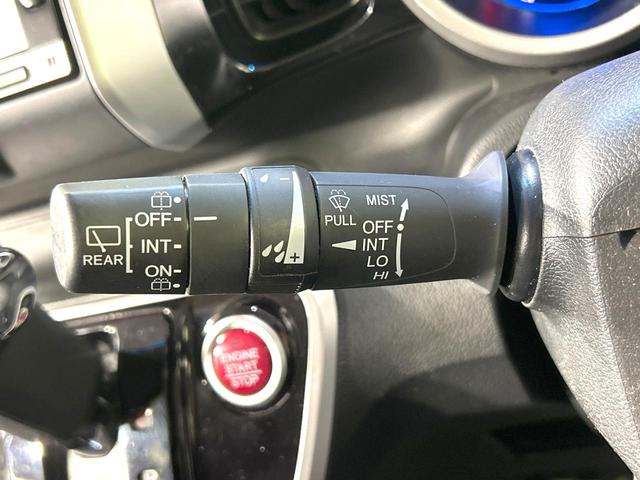 REAR
OFF
INT
ON
- +
PULL
MIST
OFF
INT
LO
HI
ENGINE
START
STOP